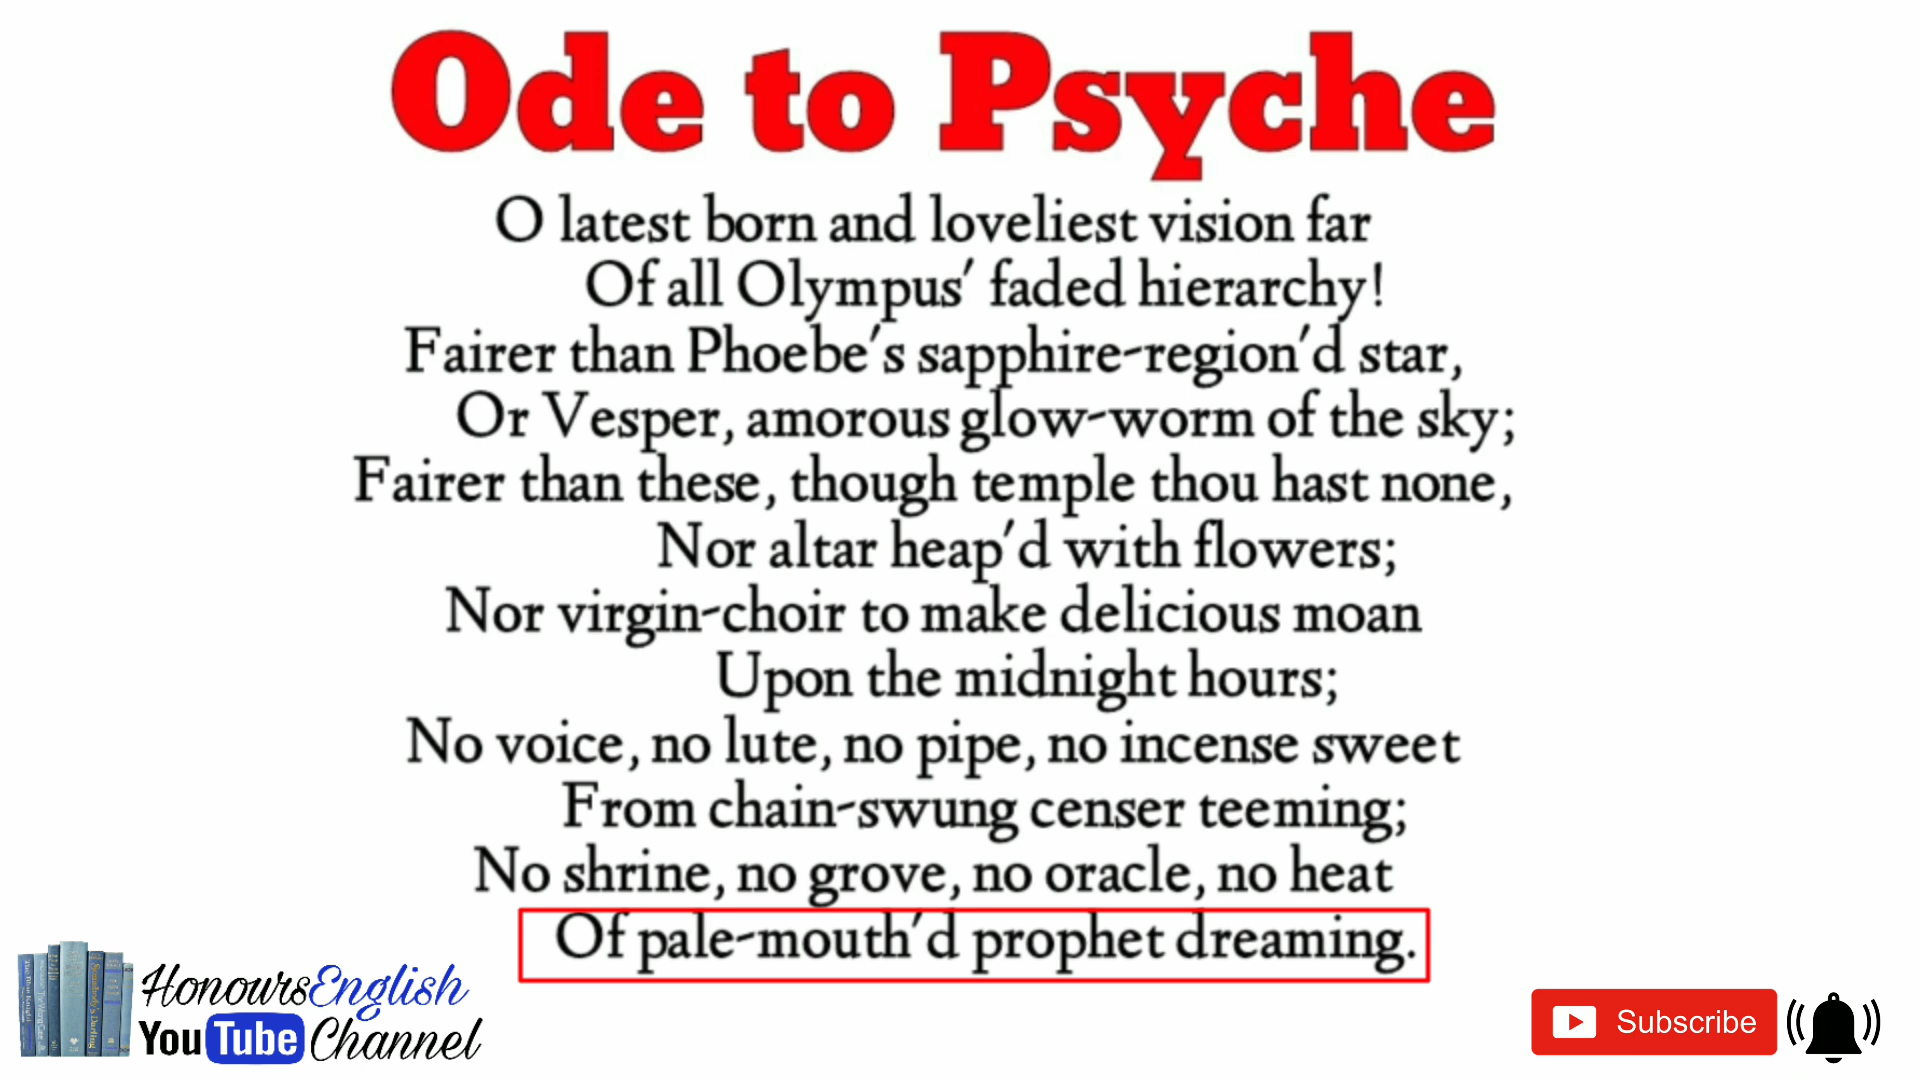 Ode to Psyche
O latest born and loveliest vision far
Of all Olympus' faded hierarchy!
Fairer than Phoebe's sapphire-region'd star,
Or Vesper, amorous glow-worm of the sky;
Fairer than these, though temple thou hast none,
Nor altar heap'd with flowers;
Nor virgin-choir to make delicious moan
Upon the midnight hours;
No voice, no lute, no pipe, no incense sweet
From chain-swung censer teeming;
No shrine, no grove, no oracle, no heat
Of pale-mouth'd prophet dreaming.
HonoursEnglish
YouTube Channel
Subscribe